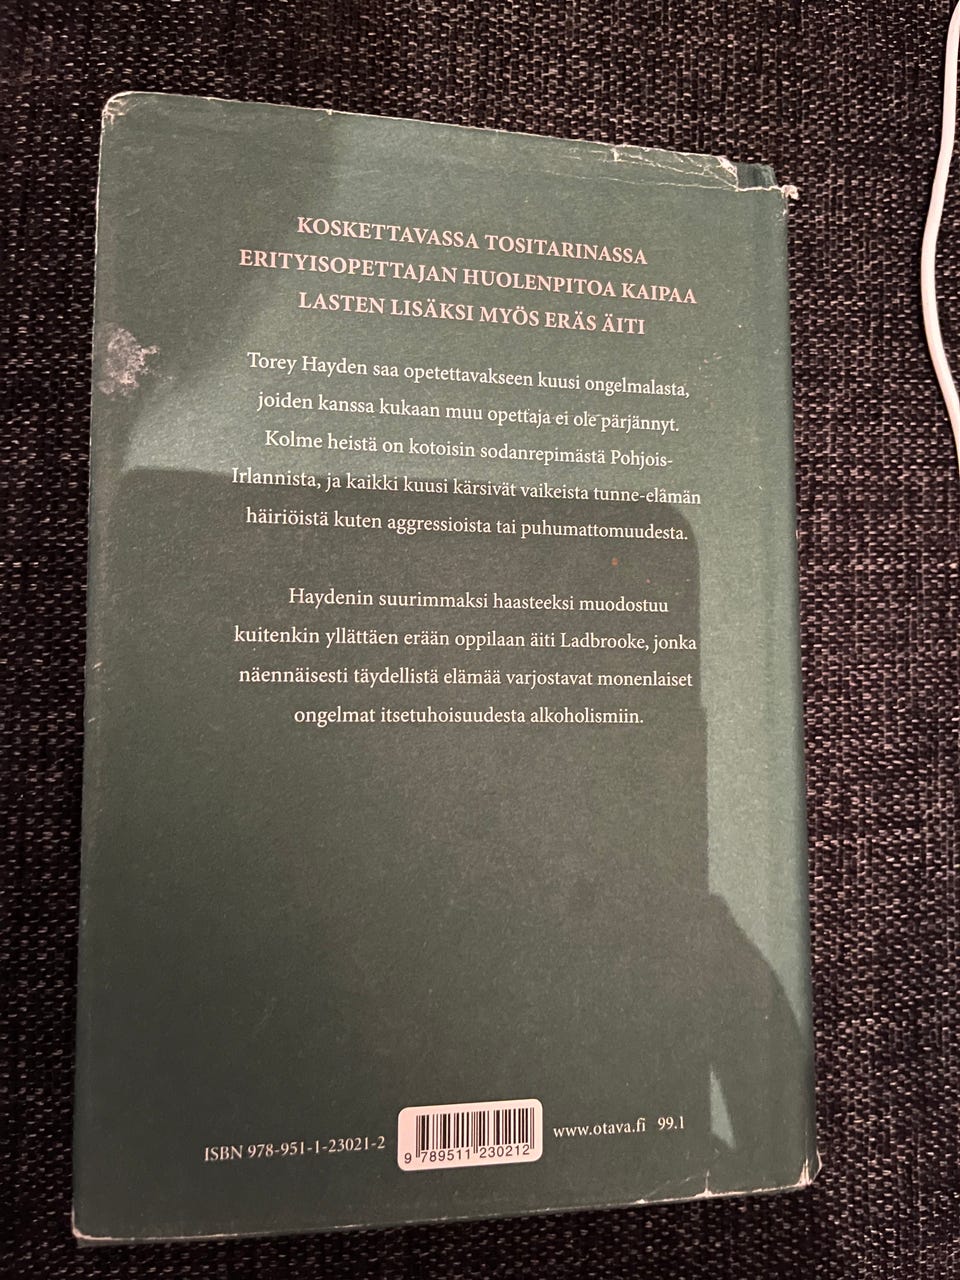 KOSKETTAVASSA TOSITARINASSA
ERITYISOPETTAJAN HUOLENPITOA KAIPAA
LASTEN LISÄKSI MYÖS ERÄS ÄITI
Torey Hayden saa opetettavakseen kuusi ongelmalasta,
joiden kanssa kukaan muu opettaja ei ole pärjännyt.
Kolme heistä on kotoisin sodanrepimästä Pohjois-
Irlannista, ja kaikki kuusi kärsivät vaikeista tunne-elämän
häiriöistä kuten aggressioista tai puhumattomuudesta.
Haydenin suurimmaksi haasteeksi muodostuu
kuitenkin yllättäen erään oppilaan äiti Ladbrooke, jonka
näennäisesti täydellistä elämää varjostavat monenlaiset
ongelmat itsetuhoisuudesta alkoholismiin.
ISBN 978-951-1-23021-2
9 789511 230212
www.otava.fi 99.1